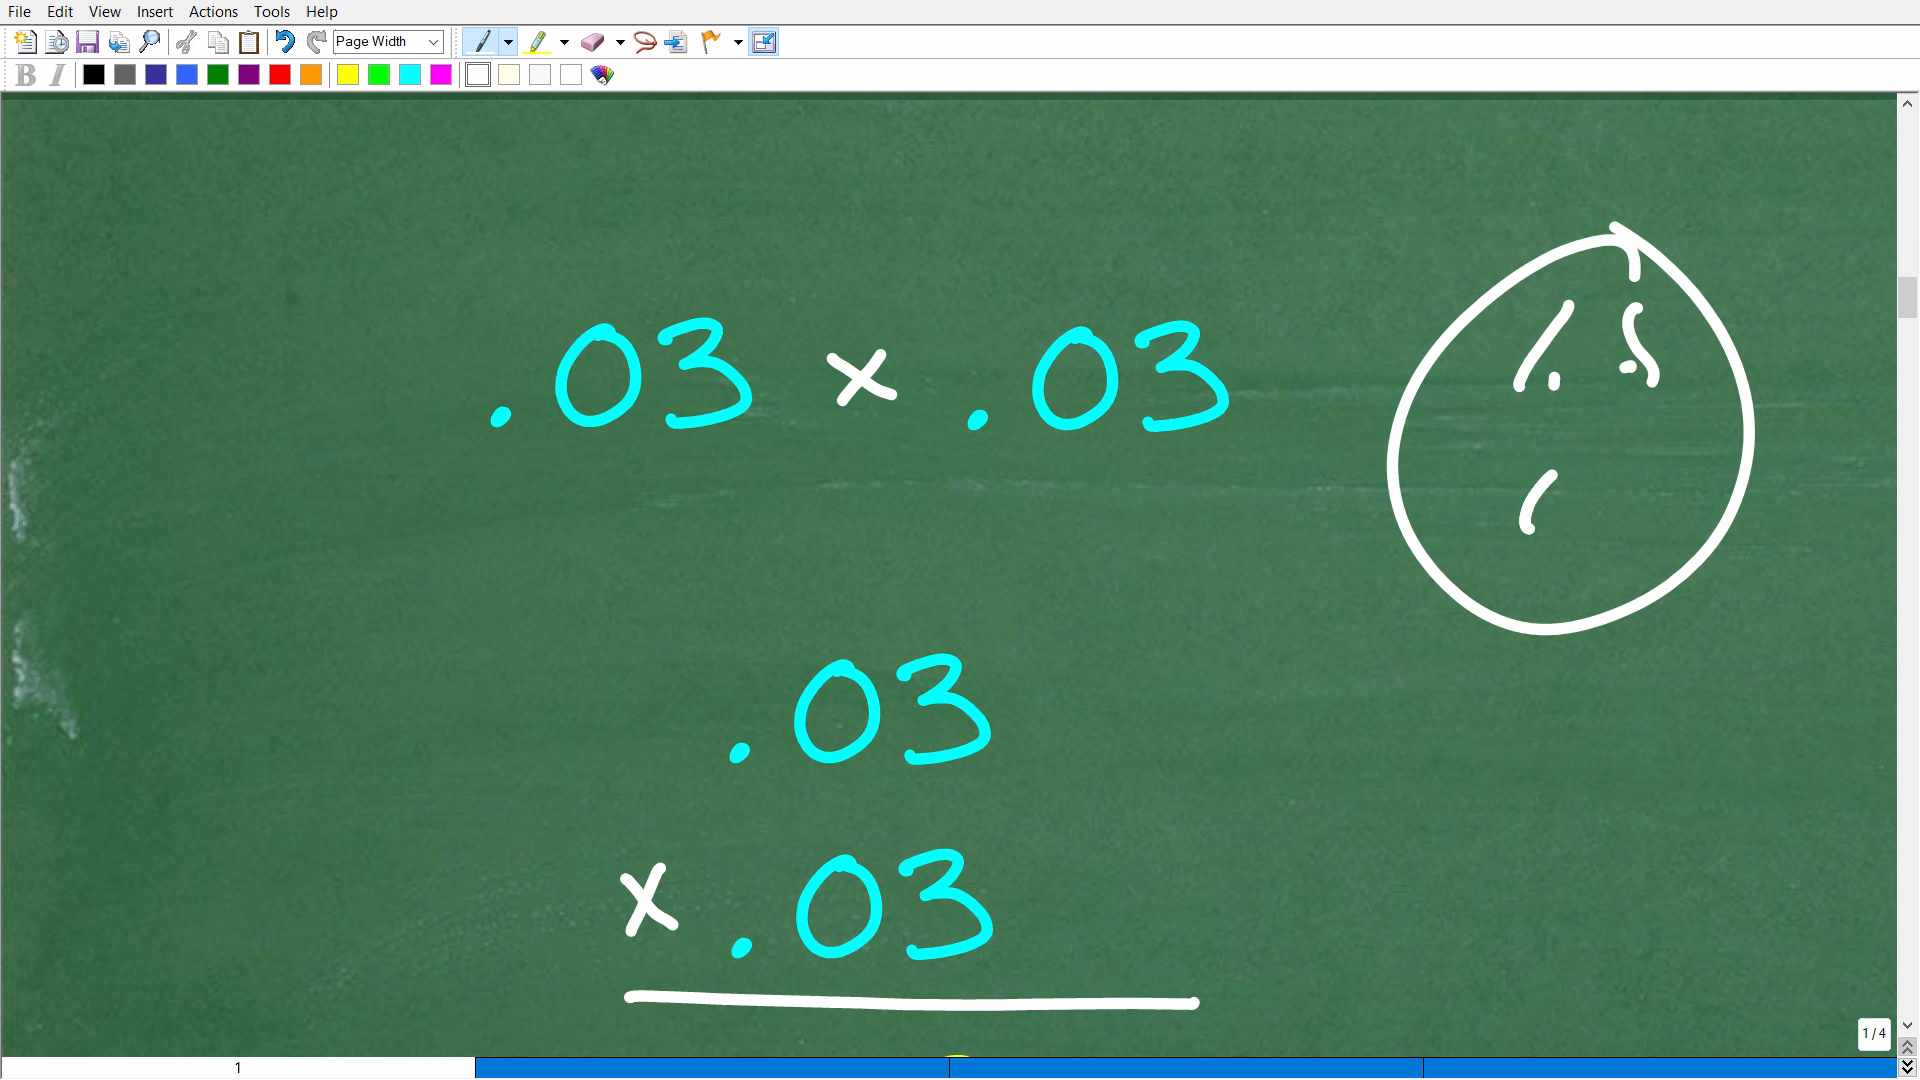 File Edit View Insert Actions Tools Help
Page Width
B I
.03 × .03
.03
× .03
1 / 4
1